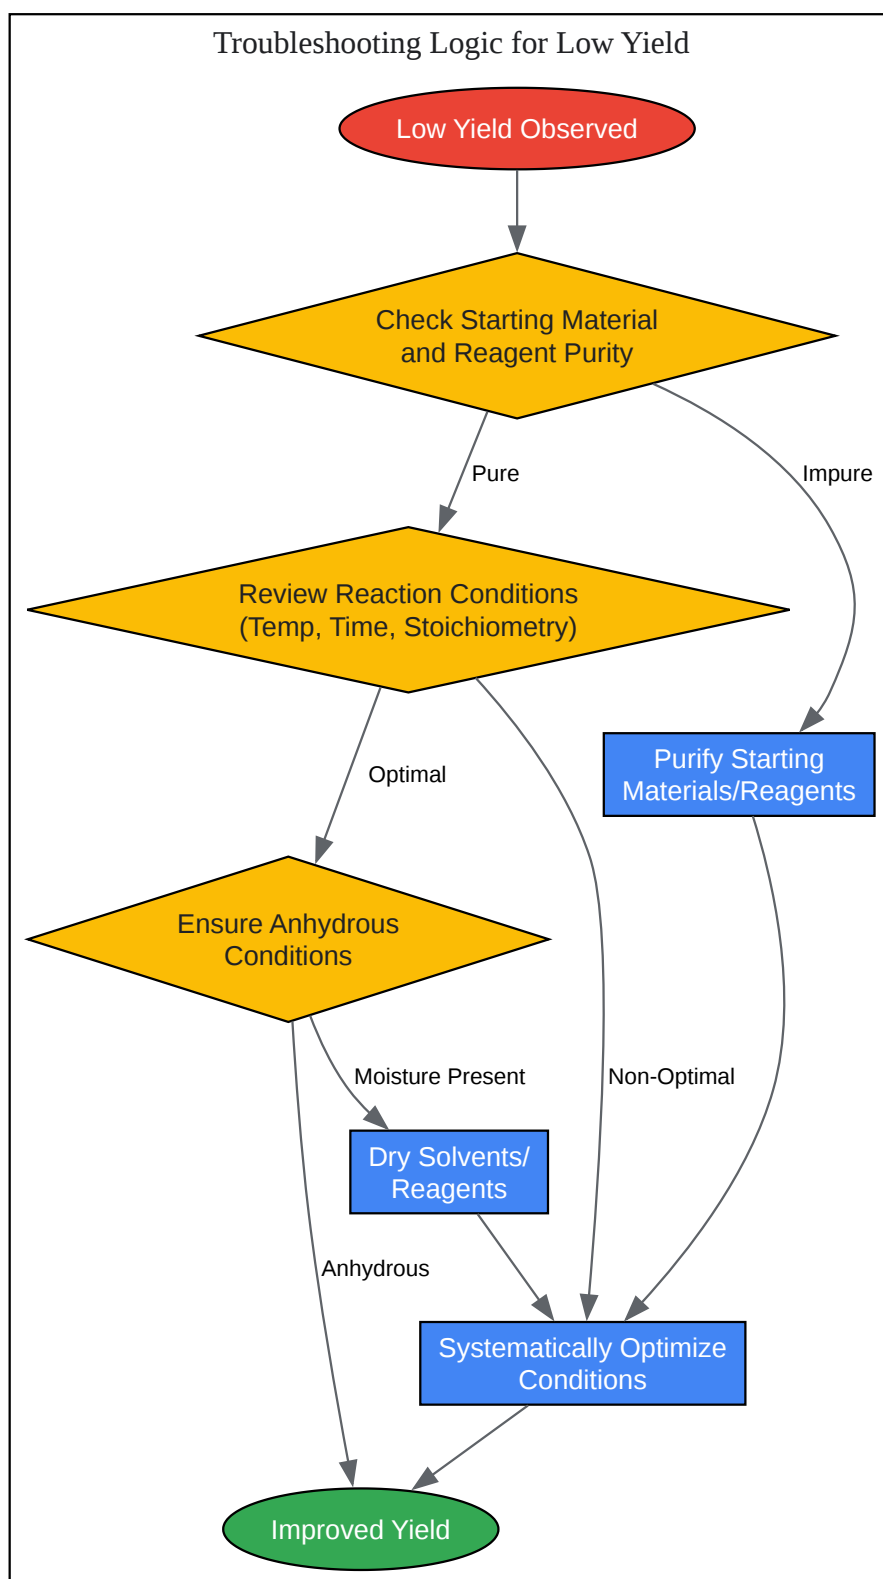 Troubleshooting Logic for Low Yield
Low Yield Observed
Check Starting Material
and Reagent Purity
Pure
Impure
Review Reaction Conditions
(Temp, Time, Stoichiometry)
Optimal
Purify Starting
Materials/Reagents
Ensure Anhydrous
Conditions
Moisture Present
Non-Optimal
Dry Solvents/
Reagents
Anhydrous
Systematically Optimize
Conditions
Improved Yield